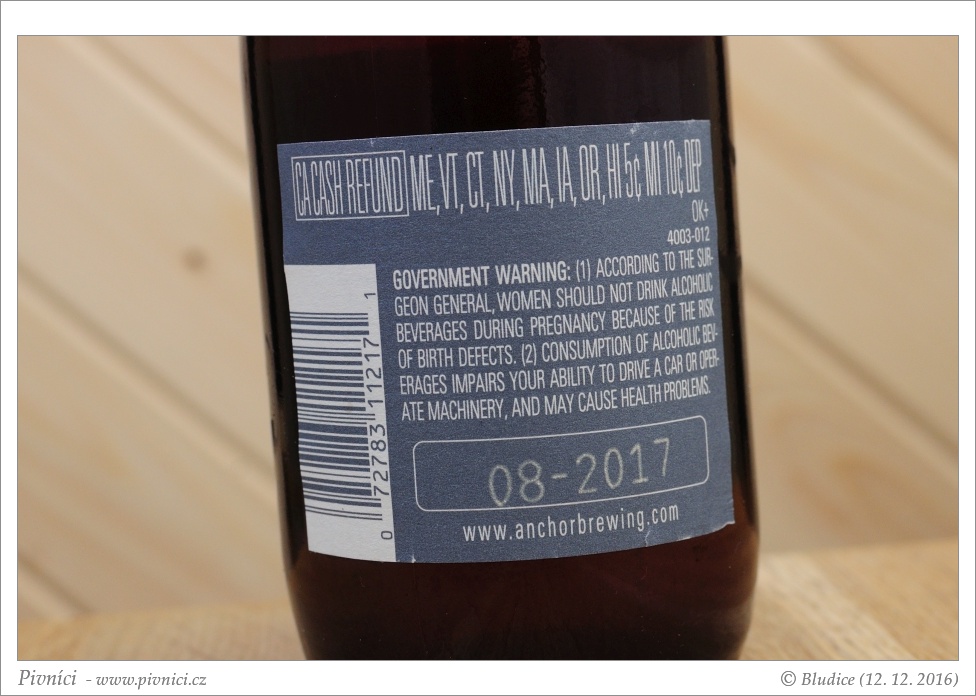 CA CASH REFUND ME, VT, CT, NY, MA, IA, OR, HI 5¢ MI 10¢ DEP
OK+
4003-012
GOVERNMENT WARNING: (1) ACCORDING TO THE SUR-
GEON GENERAL, WOMEN SHOULD NOT DRINK ALCOHOLIC
BEVERAGES DURING PREGNANCY BECAUSE OF THE RISK
OF BIRTH DEFECTS. (2) CONSUMPTION OF ALCOHOLIC BEV-
ERAGES IMPAIRS YOUR ABILITY TO DRIVE A CAR OR OPER-
ATE MACHINERY, AND MAY CAUSE HEALTH PROBLEMS.
0 72783 11217 1
08-2017
www.anchorbrewing.com
Pivníci - www.pivnici.cz
© Bludice (12. 12. 2016)